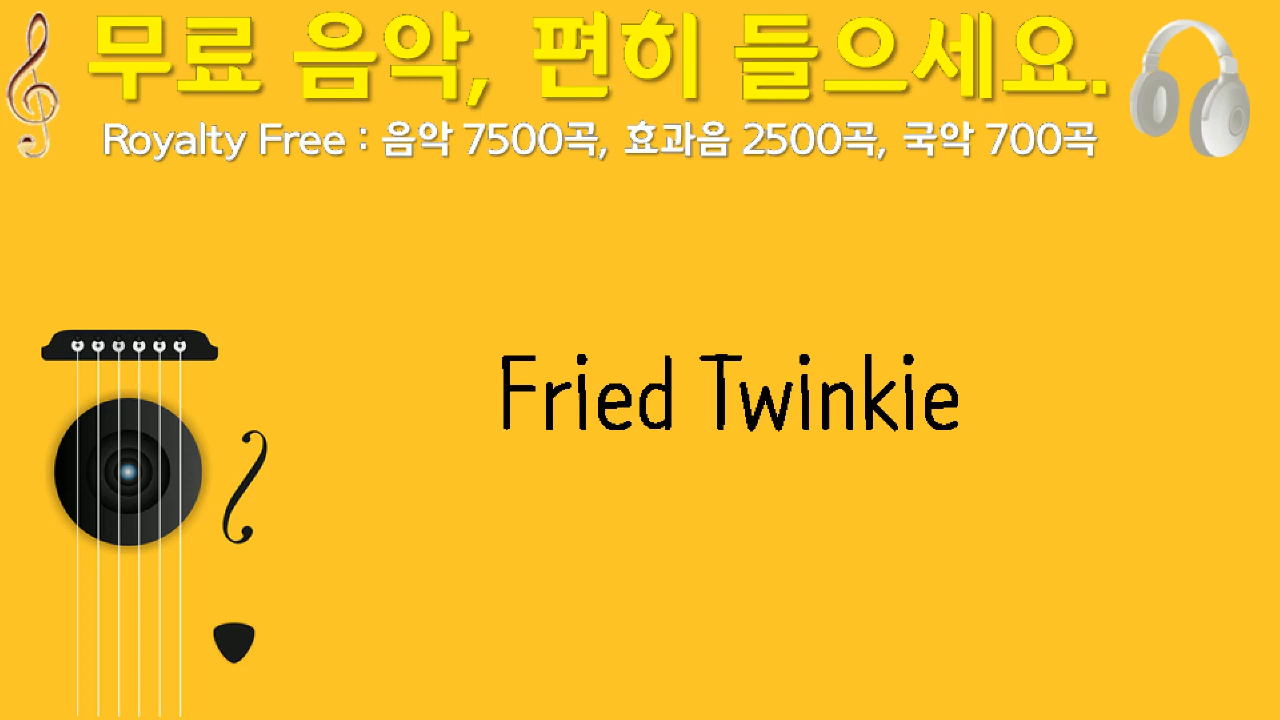 무료 음악, 편히 들으세요.
Royalty Free : 음악 7500곡, 효과음 2500곡, 국악 700곡
Fried Twinkie